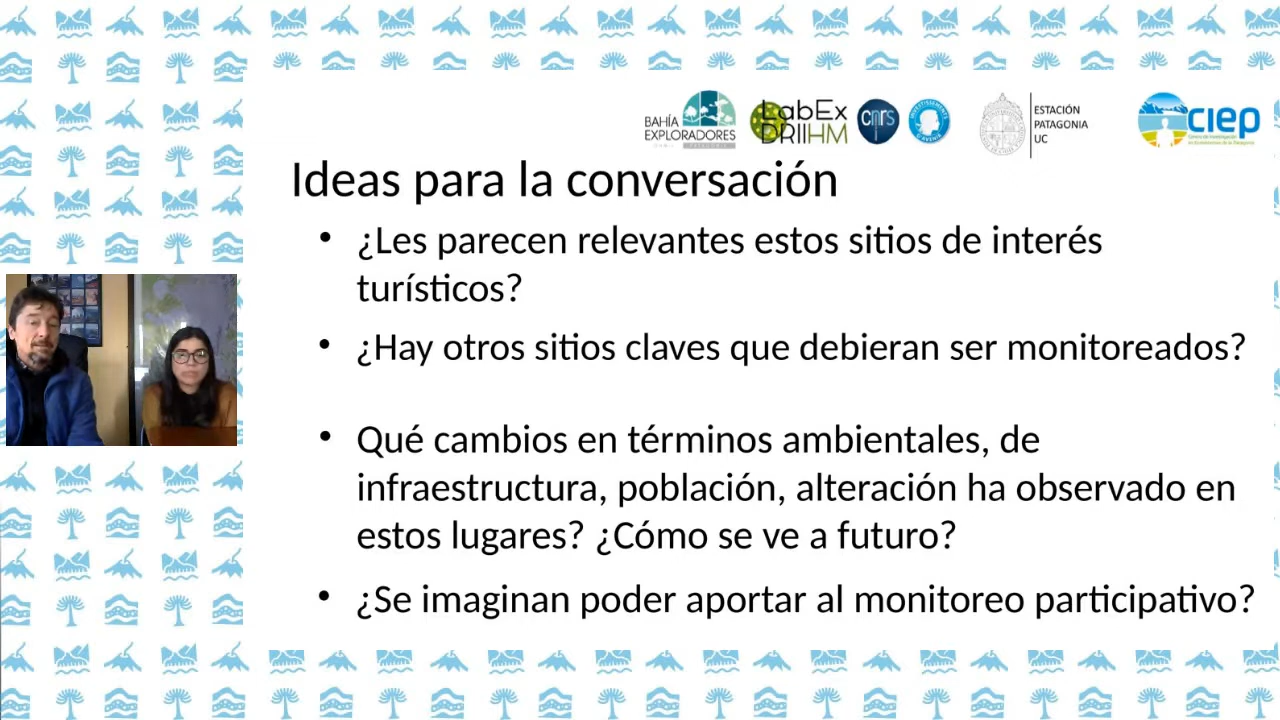 BAHÍA
EXPLORADORES
LabEx
DRIIHM
cnrs
ESTACIÓN
PATAGONIA
UC
ciep
Ideas para la conversación
• ¿Les parecen relevantes estos sitios de interés
turísticos?
• ¿Hay otros sitios claves que debieran ser monitoreados?
• Qué cambios en términos ambientales, de
infraestructura, población, alteración ha observado en
estos lugares? ¿Cómo se ve a futuro?
• ¿Se imaginan poder aportar al monitoreo participativo?